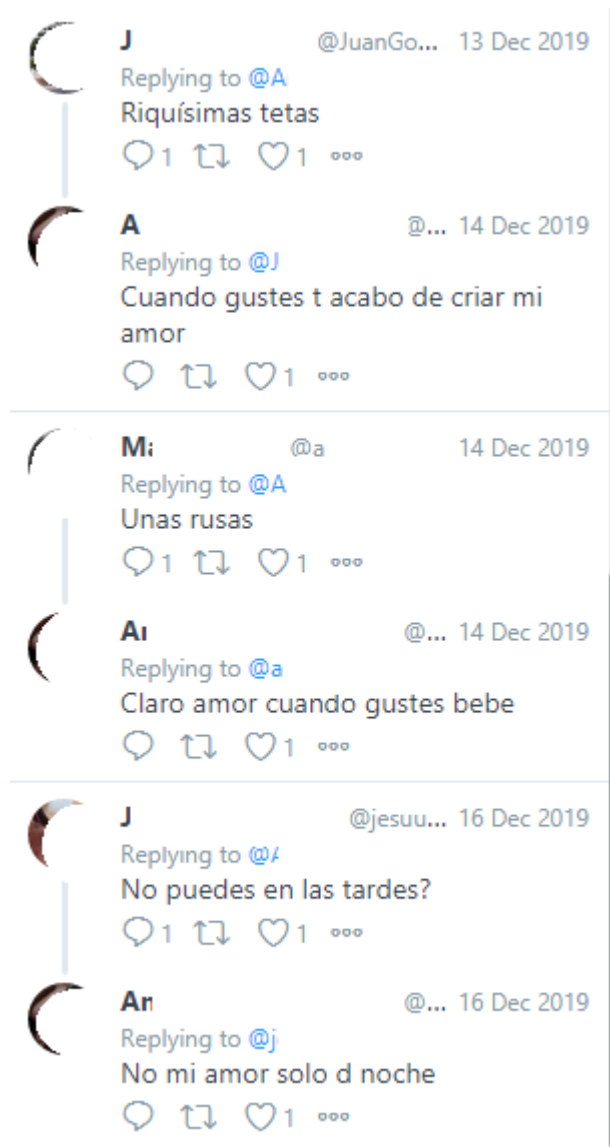 J @JuanGo... 13 Dec 2019
Replying to @A
Riquísimas tetas
1 1
A @... 14 Dec 2019
Replying to @J
Cuando gustes t acabo de criar mi
amor
1
Ma @a 14 Dec 2019
Replying to @A
Unas rusas
1 1
An @... 14 Dec 2019
Replying to @a
Claro amor cuando gustes bebe
1
J @jesuu... 16 Dec 2019
Replying to @A
No puedes en las tardes?
1 1
An @... 16 Dec 2019
Replying to @j
No mi amor solo d noche
1